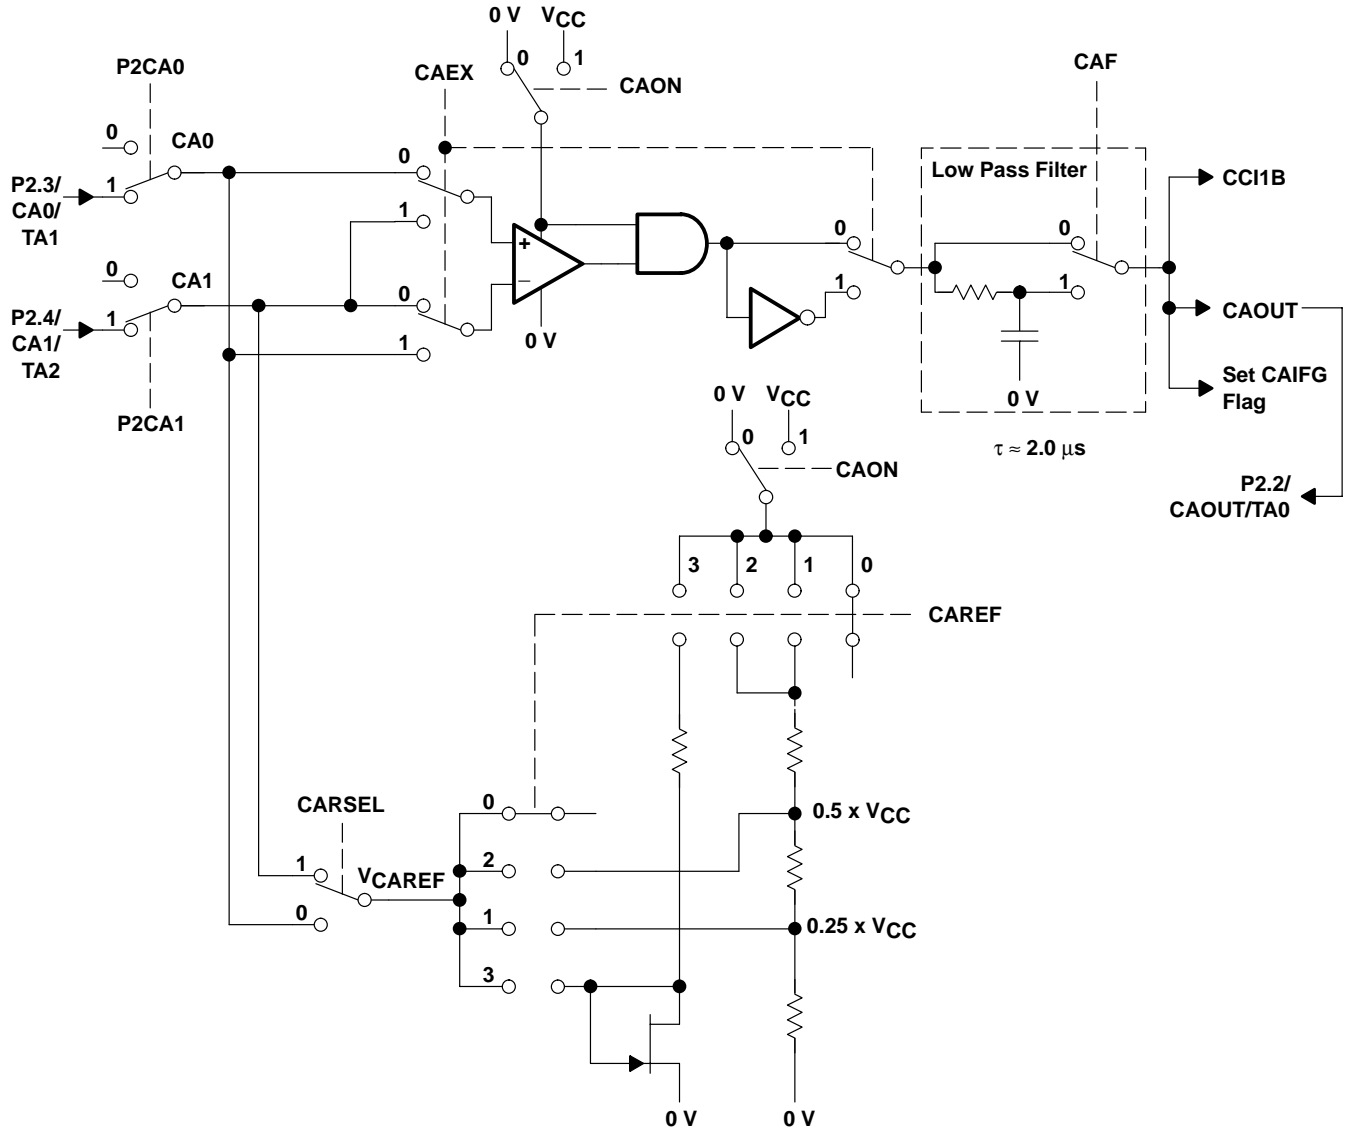 0 V VCC
0 1
CAON
P2CA0
CAEX
CAF
0
CA0
P2.3/
CA0/
TA1
1
0
1
0
CA1
P2.4/
CA1/
TA2
1
P2CA1
0
1
+
–
0 V
0
1
Low Pass Filter
0
1
0 V
τ ≈ 2.0 μs
CCI1B
CAOUT
Set CAIFG
Flag
P2.2/
CAOUT/TA0
0 V VCC
0 1
CAON
3 2 1 0
CAREF
CARSEL
1
0
VCAREF
0
2
1
3
0.5 x VCC
0.25 x VCC
0 V
0 V